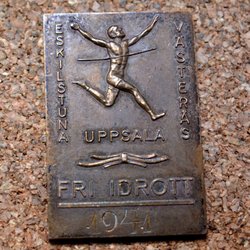 ESKILSTUNA
VÄSTERÅS
UPPSALA
FRI IDROTT
1941